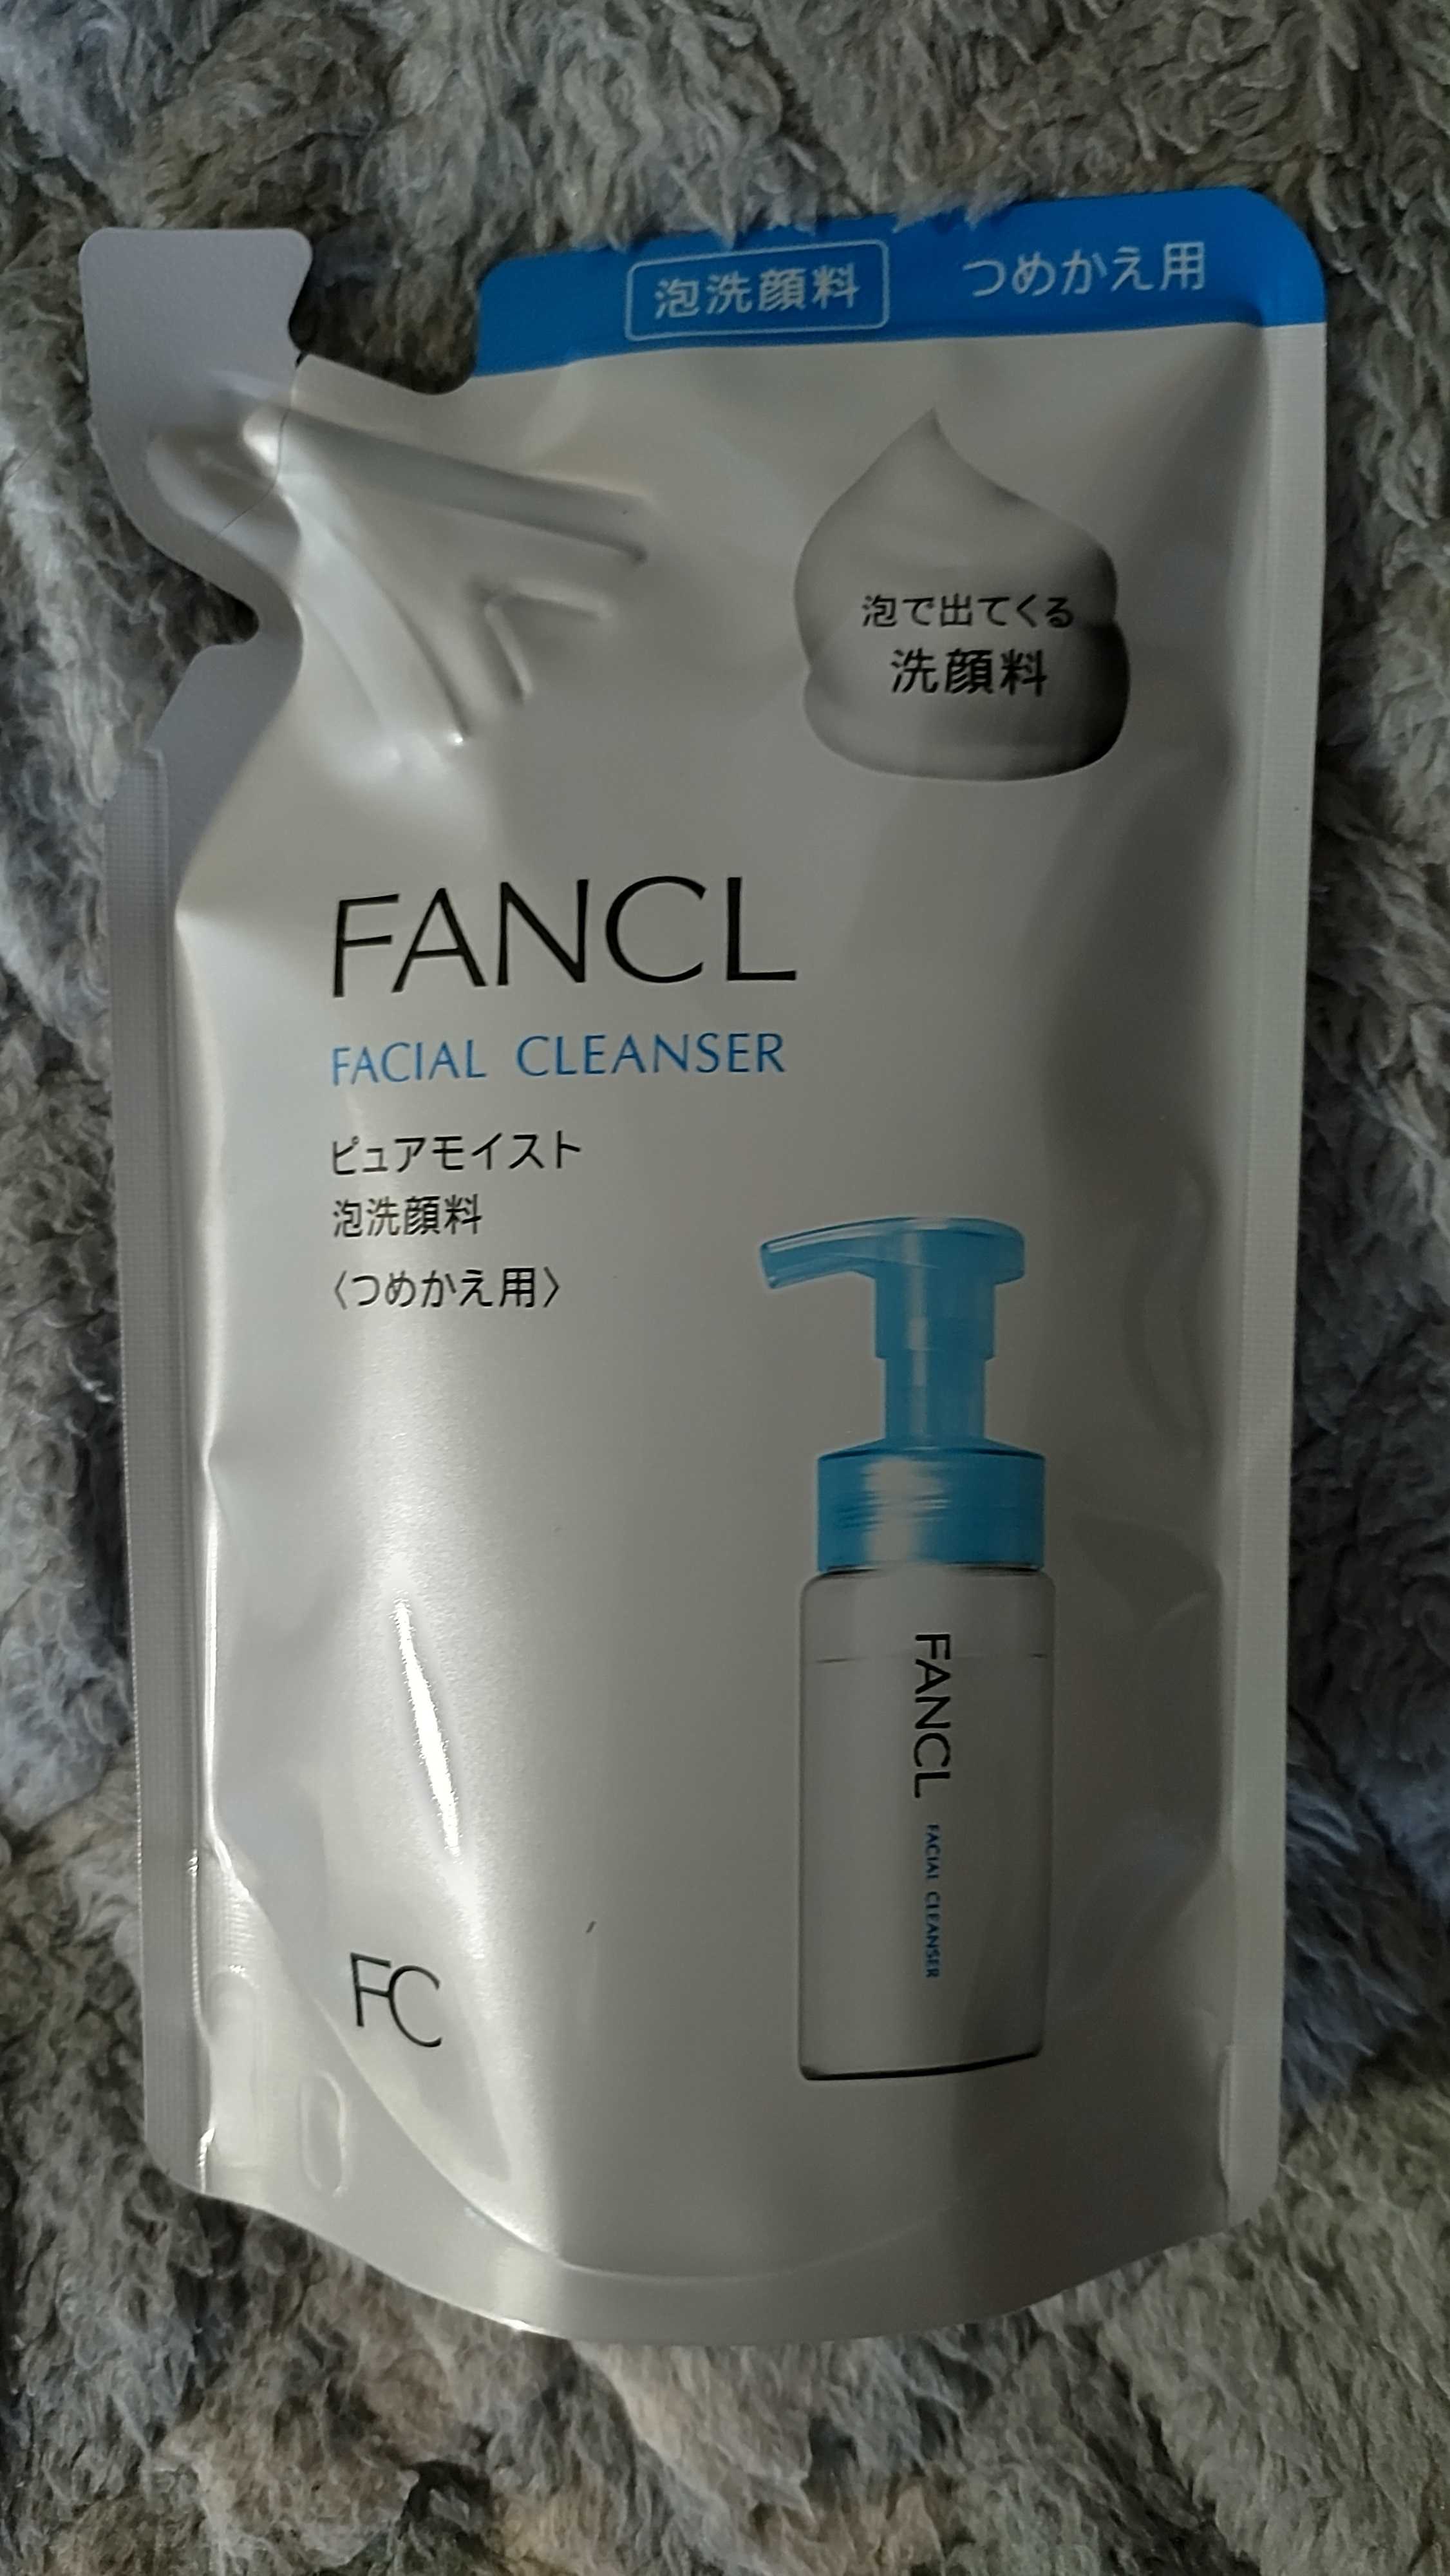 泡洗顔料 つめかえ用
泡で出てくる
洗顔料
FANCL
FACIAL CLEANSER
ピュアモイスト
泡洗顔料
〈つめかえ用〉
FANCL FACIAL CLEANSER
FC